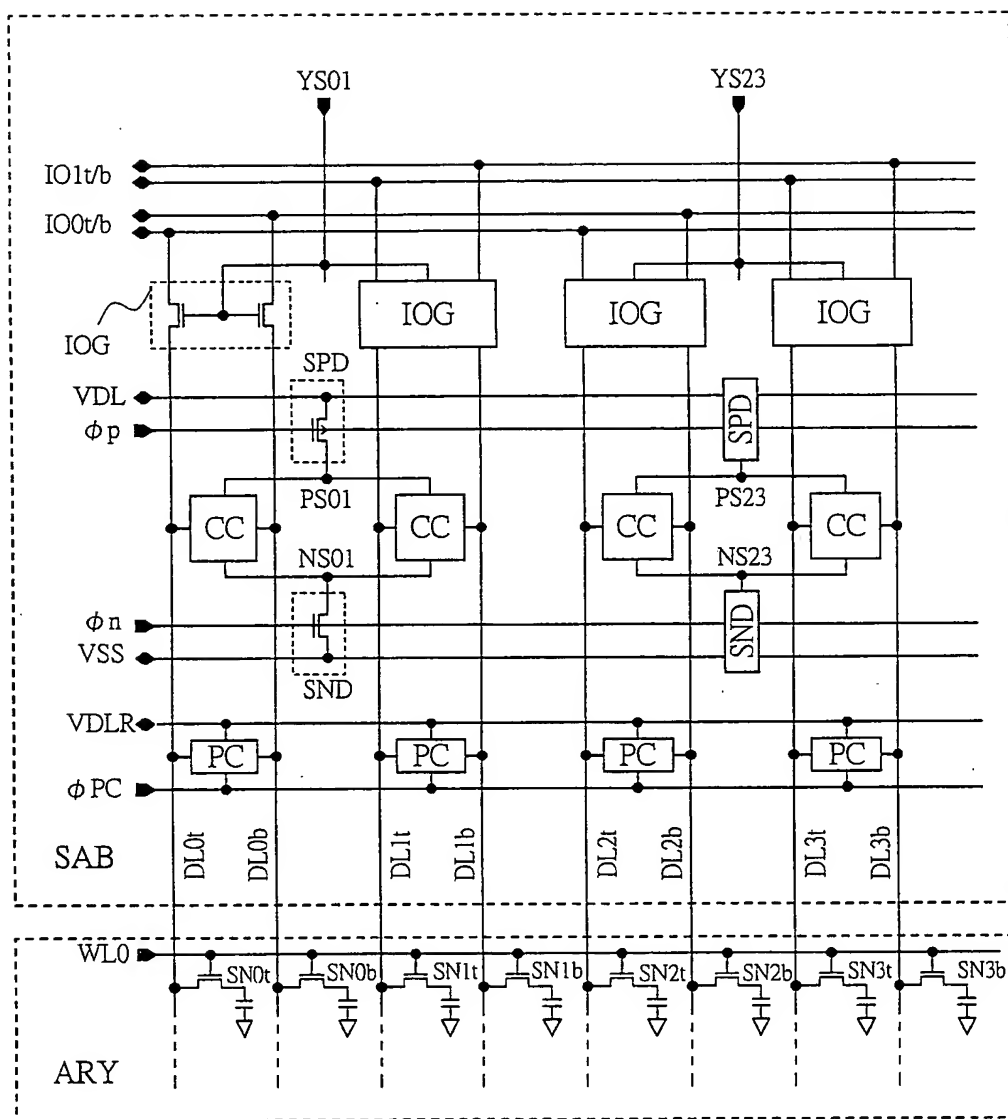 YS01 YS23
IO1t/b
IO0t/b
IOG IOG IOG
IOG
SPD
VDL
SPD
ϕp
PS01 PS23
CC CC CC CC
NS01 NS23
ϕn
SND
VSS
SND
VDLR
PC PC PC PC
ϕPC
DL0t DL0b DL1t DL1b DL2t DL2b DL3t DL3b
SAB
WL0
SN0t SN0b SN1t SN1b SN2t SN2b SN3t SN3b
ARY